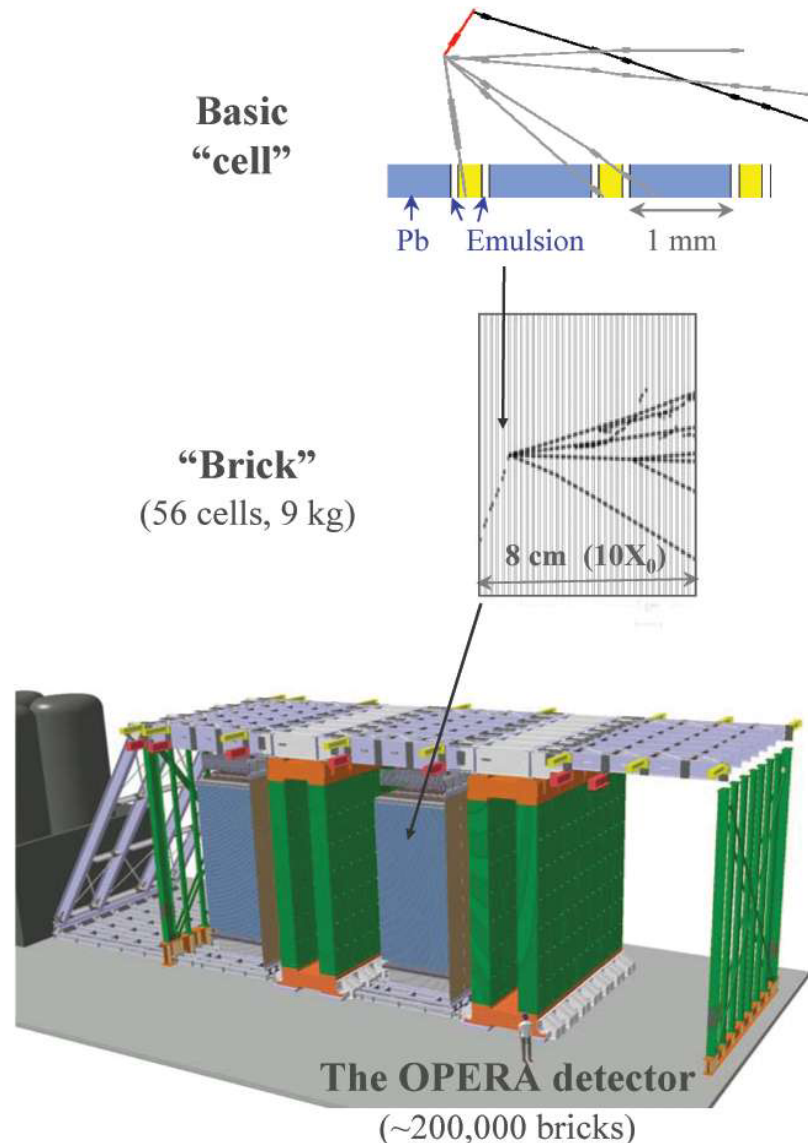 Basic
“cell”
Pb
Emulsion
1 mm
“Brick”
(56 cells, 9 kg)
8 cm (10X₀)
The OPERA detector
(~200,000 bricks)